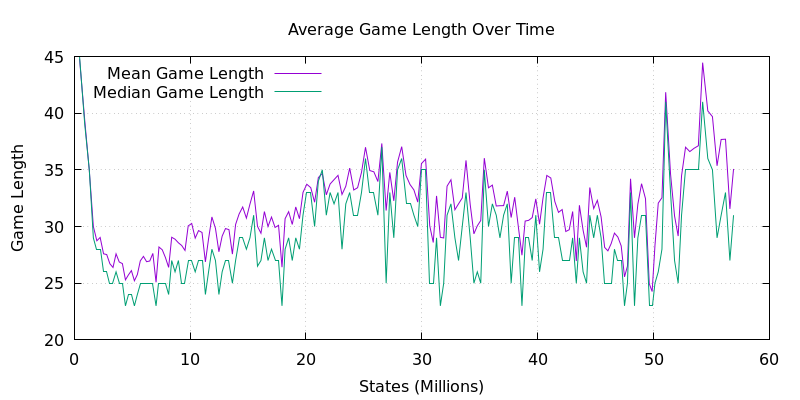 Average Game Length Over Time
Mean Game Length
Median Game Length
Game Length
45
40
35
30
25
20
0 10 20 30 40 50 60
States (Millions)